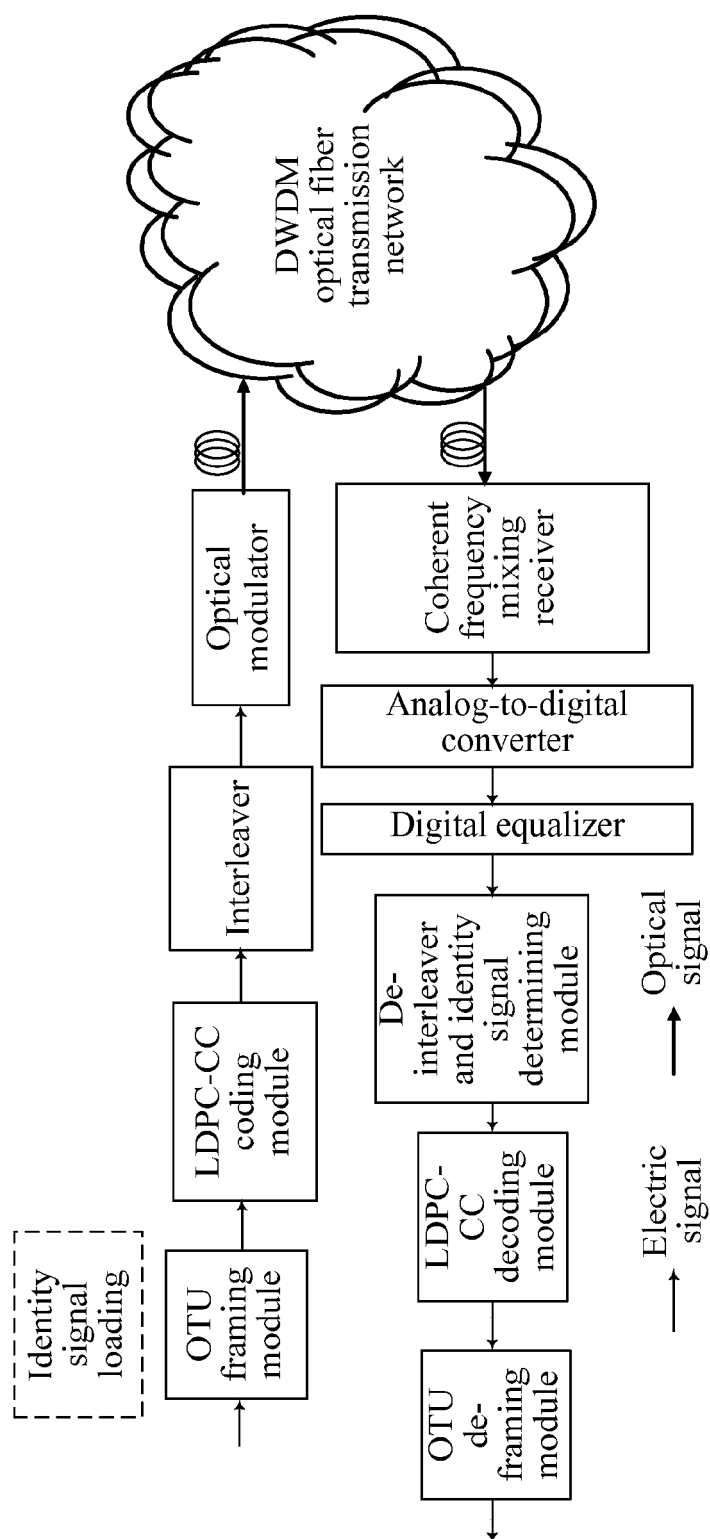 Identity
signal
loading
OTU
framing
module
LDPC-CC
coding
module
Interleaver
Optical
modulator
DWDM
optical fiber
transmission
network
Coherent
frequency
mixing
receiver
Analog-to-digital
converter
Digital equalizer
De-
interleaver
and identity
signal
determining
module
LDPC-
CC
decoding
module
OTU
de-
framing
module
Electric
signal
Optical
signal